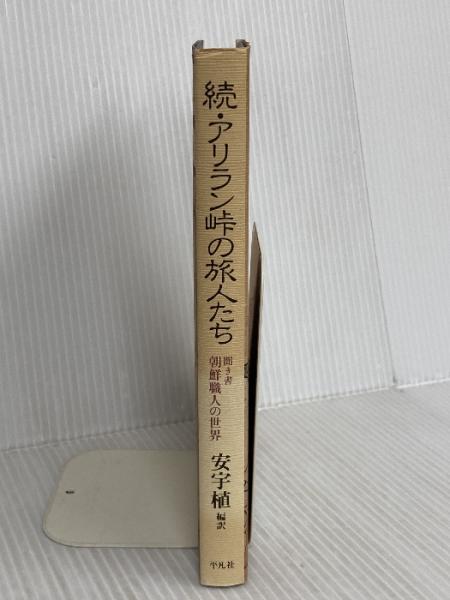 続・アリラン峠の旅人たち
聞き書
朝鮮職人の世界
安宇植
編訳
平凡社